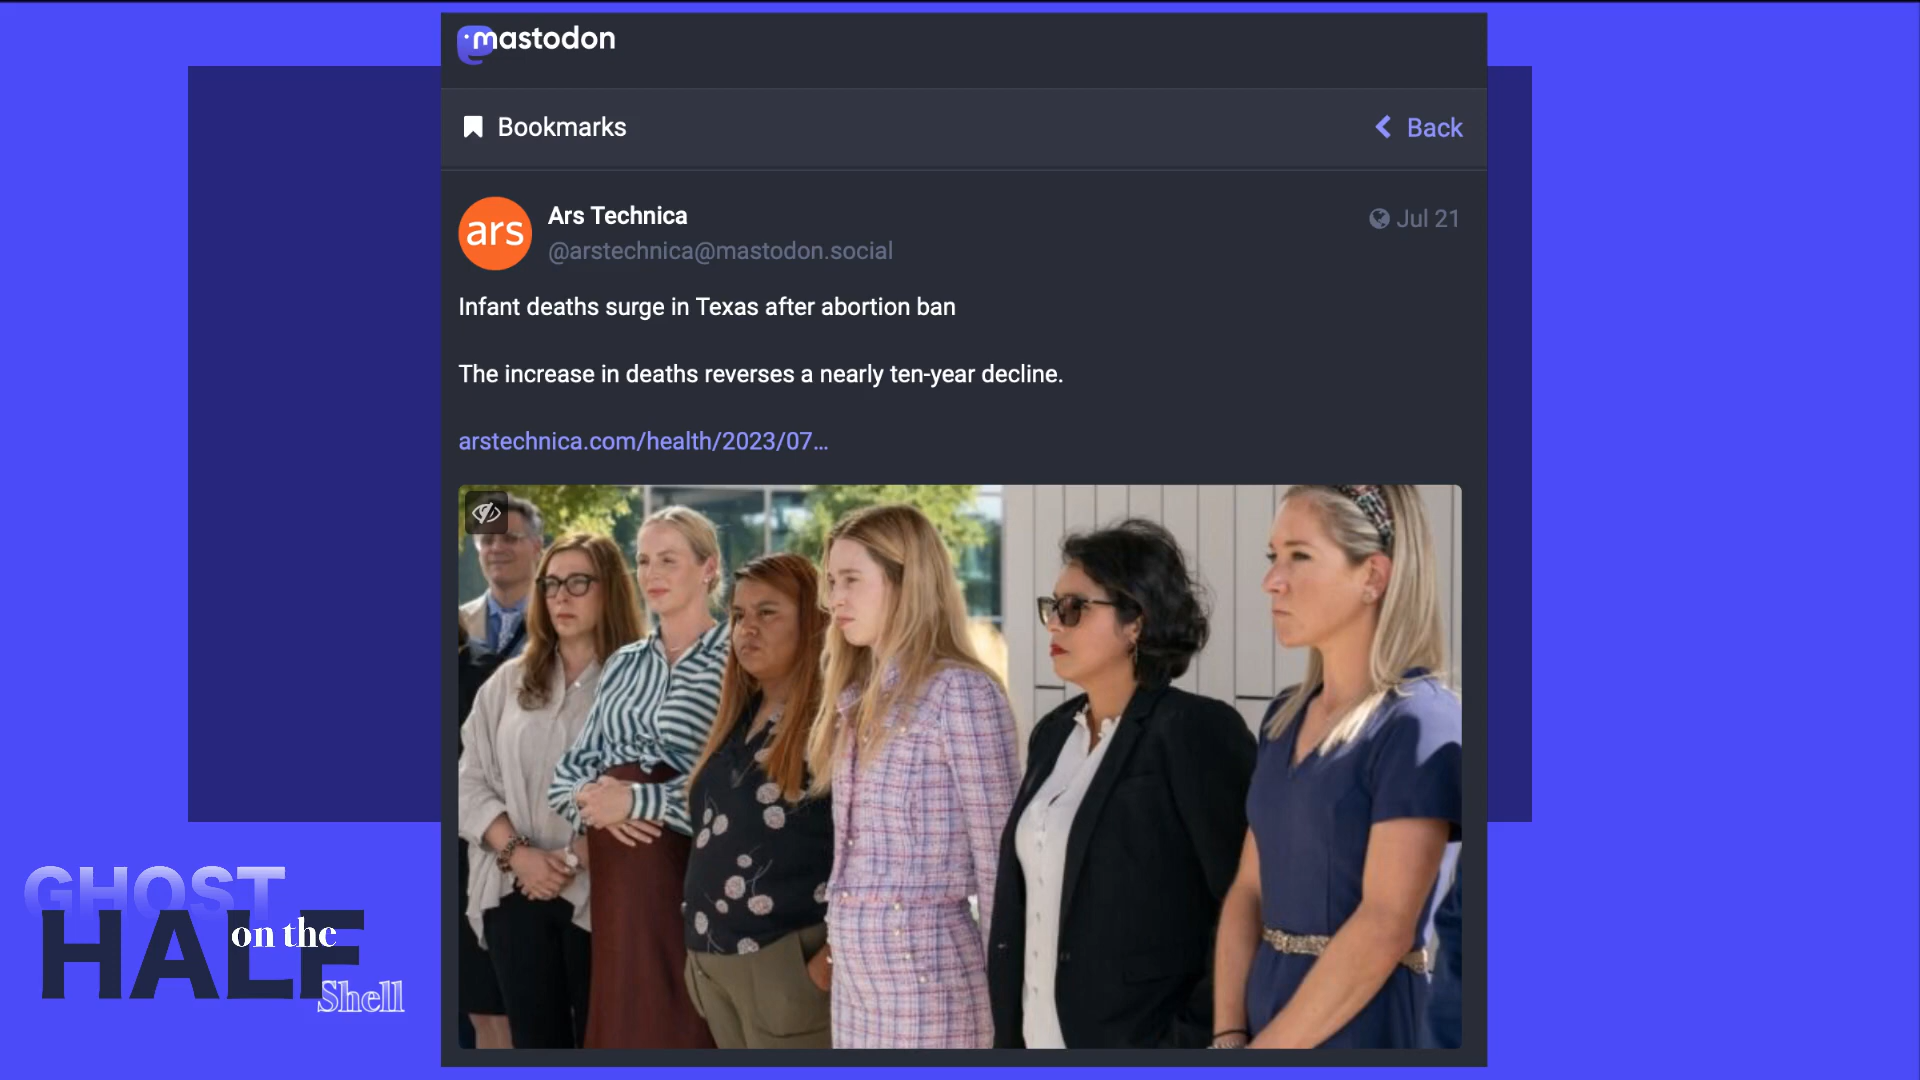 mastodon
Bookmarks
Back
ars
Ars Technica
Jul 21
@arstechnica@mastodon.social
Infant deaths surge in Texas after abortion ban
The increase in deaths reverses a nearly ten-year decline.
arstechnica.com/health/2023/07...
GHOST
HALF
on the
Shell